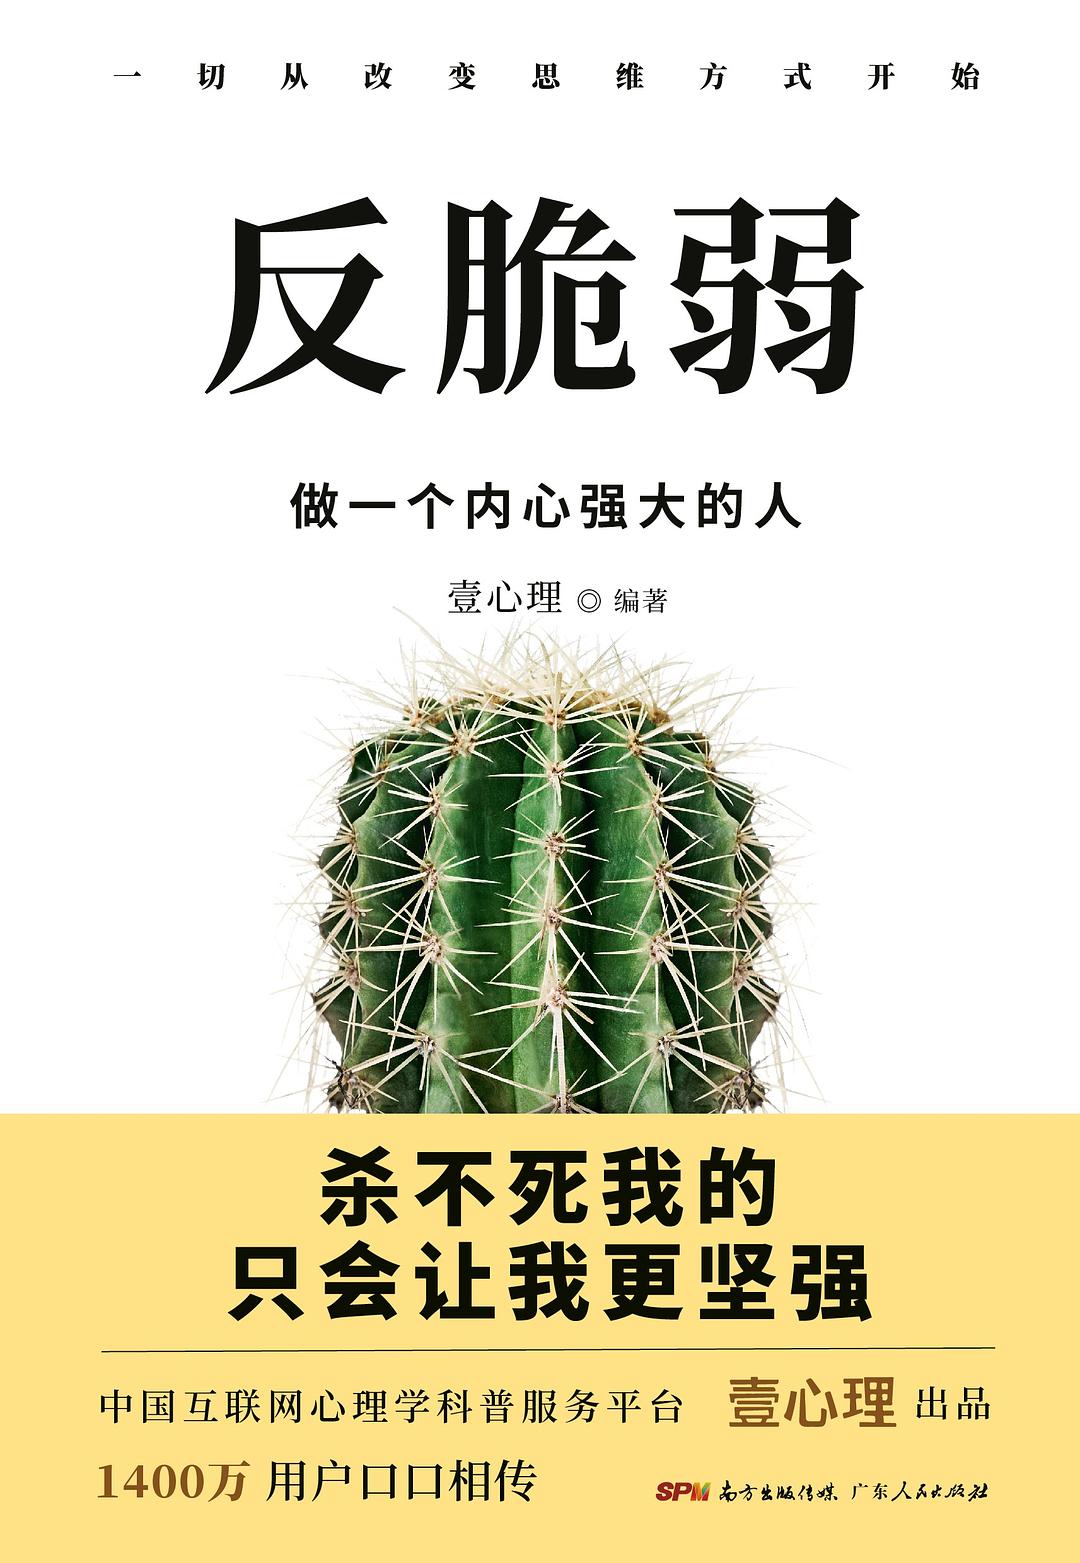 一切从改变思维方式开始
反脆弱
做一个内心强大的人
壹心理 ◎ 编著
杀不死我的
只会让我更坚强
中国互联网心理学科普服务平台 壹心理 出品
1400万 用户口口相传
SPM 南方出版传媒 广东人民出版社